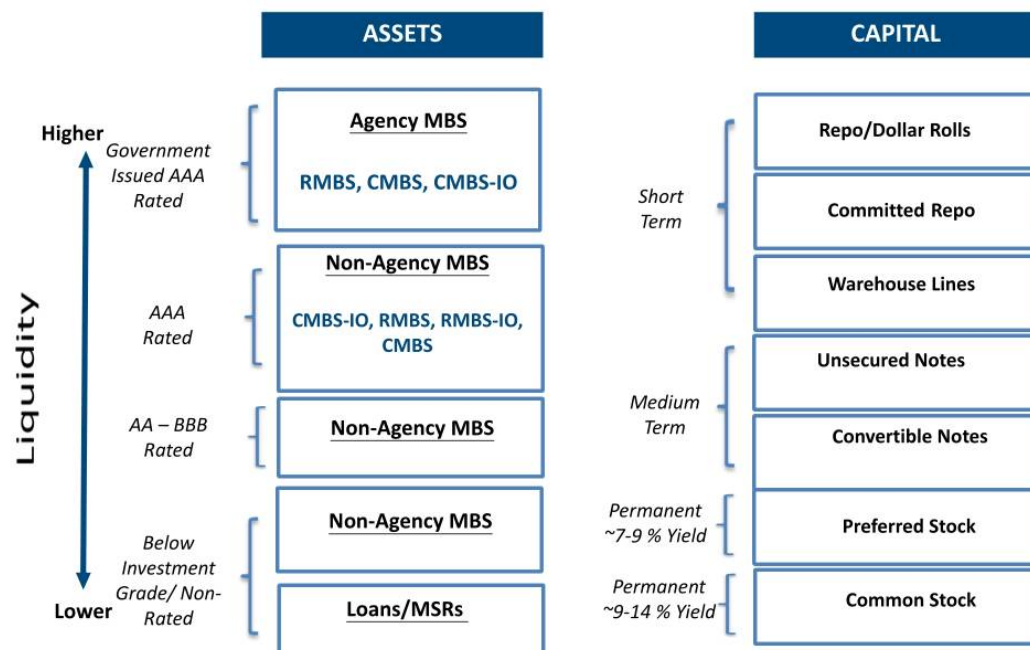 ASSETS
CAPITAL
Liquidity
Higher
Lower
Government
Issued AAA
Rated
Agency MBS
RMBS, CMBS, CMBS-IO
AAA
Rated
Non-Agency MBS
CMBS-IO, RMBS, RMBS-IO,
CMBS
AA – BBB
Rated
Non-Agency MBS
Below
Investment
Grade/ Non-
Rated
Non-Agency MBS
Loans/MSRs
Short
Term
Repo/Dollar Rolls
Committed Repo
Warehouse Lines
Medium
Term
Unsecured Notes
Convertible Notes
Permanent
~7-9 % Yield
Preferred Stock
Permanent
~9-14 % Yield
Common Stock